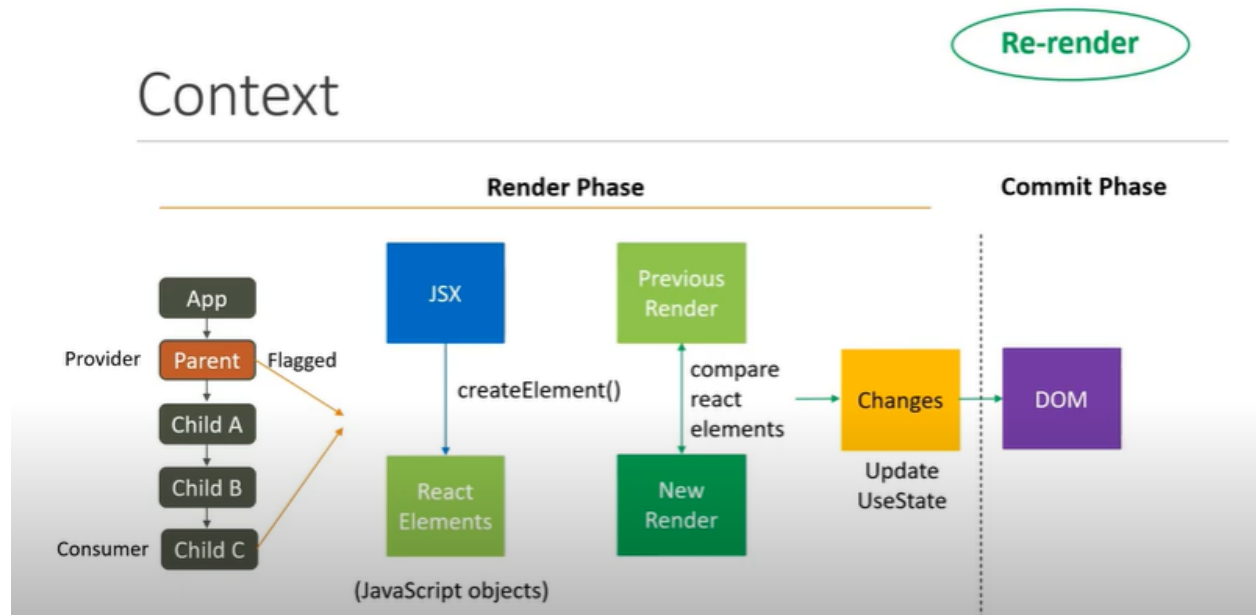 Re-render
Context
Render Phase
Commit Phase
App
Provider
Parent
Flagged
Child A
Child B
Consumer
Child C
JSX
createElement()
React
Elements
(JavaScript objects)
Previous
Render
compare
react
elements
New
Render
Changes
Update
UseState
DOM